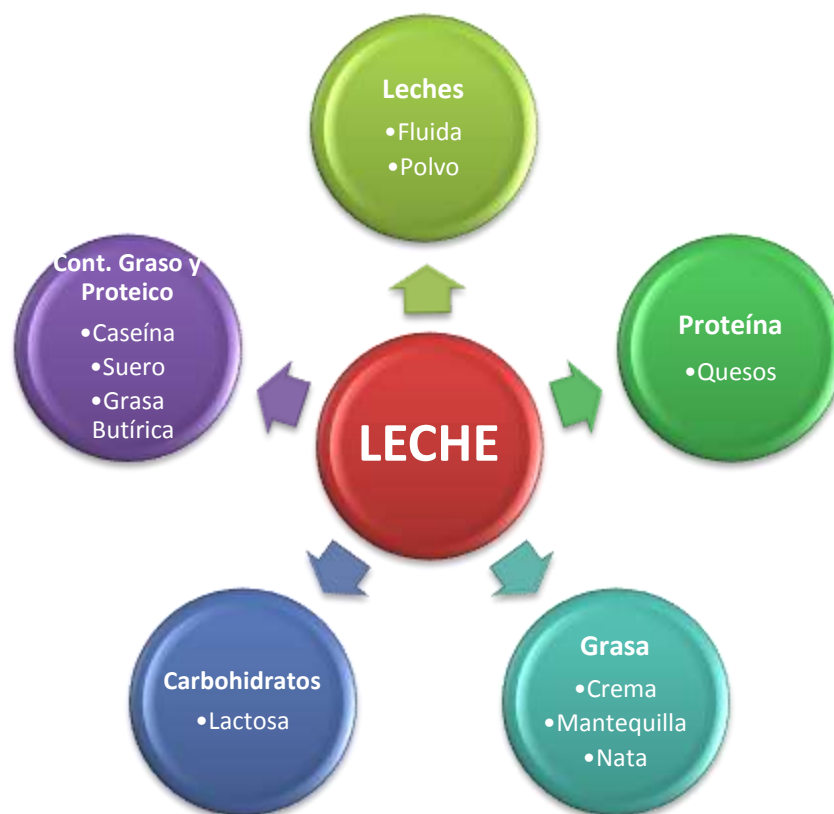 Leches
•Fluida
•Polvo
Cont. Graso y
Proteico
•Caseína
•Suero
•Grasa
Butírica
Proteína
•Quesos
LECHE
Carbohidratos
•Lactosa
Grasa
•Crema
•Mantequilla
•Nata